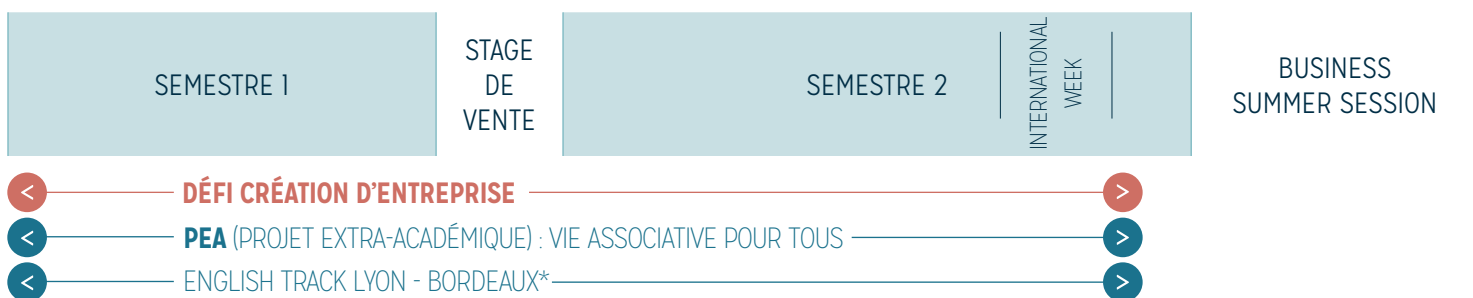 SEMESTRE 1
STAGE
DE
VENTE
SEMESTRE 2
INTERNATIONAL
WEEK
BUSINESS
SUMMER SESSION
< DÉFI CRÉATION D'ENTREPRISE >
< PEA (PROJET EXTRA-ACADÉMIQUE) : VIE ASSOCIATIVE POUR TOUS >
< ENGLISH TRACK LYON - BORDEAUX* >